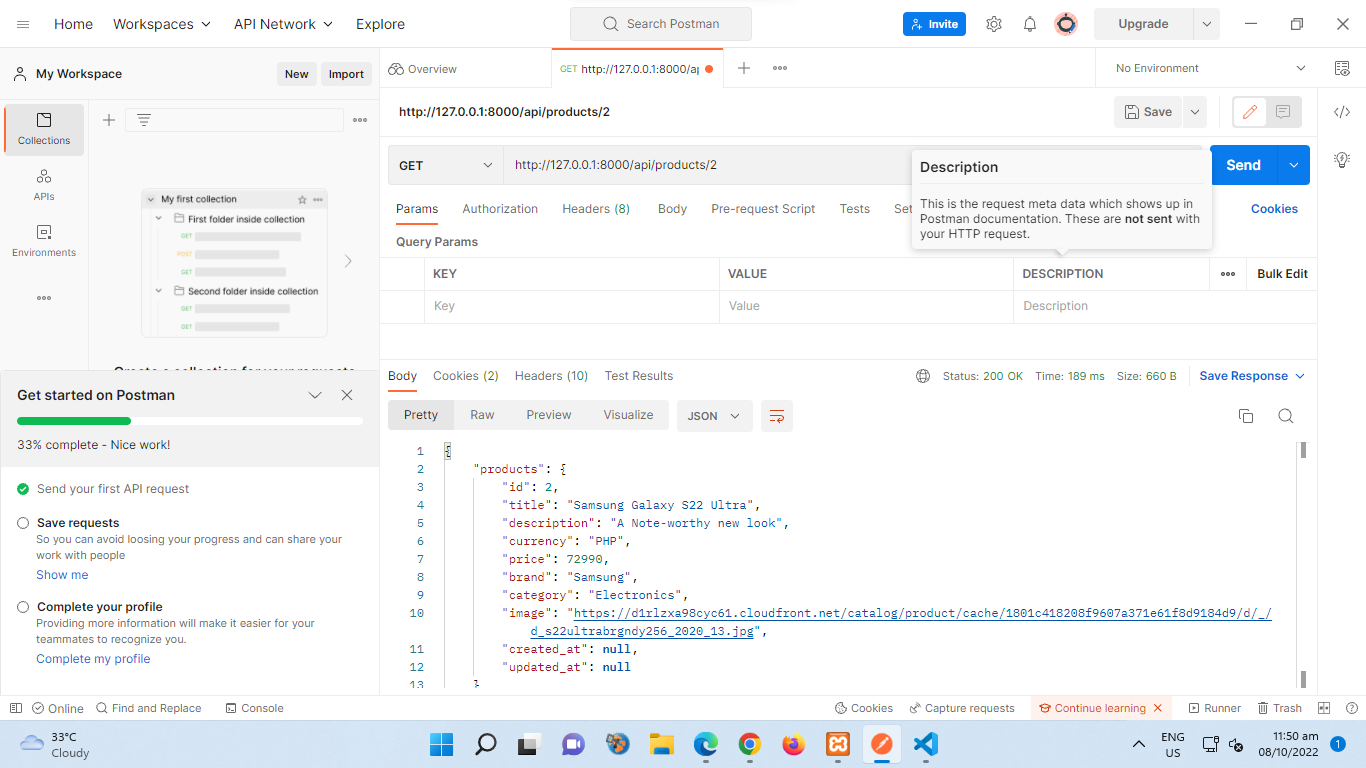 Home
Workspaces
API Network
Explore
Search Postman
Invite
Upgrade
My Workspace
New
Import
Overview
GET http://127.0.0.1:8000/ap
No Environment
Collections
APIs
Environments
My first collection
First folder inside collection
GET
POST
GET
Second folder inside collection
GET
GET
Create a collection for your requests
http://127.0.0.1:8000/api/products/2
Save
GET
http://127.0.0.1:8000/api/products/2
Send
Description
This is the request meta data which shows up in
Postman documentation. These are not sent with
your HTTP request.
Params
Authorization
Headers (8)
Body
Pre-request Script
Tests
Set
Cookies
Query Params
KEY
VALUE
DESCRIPTION
Bulk Edit
Key
Value
Description
Body
Cookies (2)
Headers (10)
Test Results
Status: 200 OK
Time: 189 ms
Size: 660 B
Save Response
Pretty
Raw
Preview
Visualize
JSON
1 {
2 "products": {
3 "id": 2,
4 "title": "Samsung Galaxy S22 Ultra",
5 "description": "A Note-worthy new look",
6 "currency": "PHP",
7 "price": 72990,
8 "brand": "Samsung",
9 "category": "Electronics",
10 "image": "https://d1rlzxa98cyc61.cloudfront.net/catalog/product/cache/1801c418208f9607a371e61f8d9184d9/d/_/
d_s22ultrabrgndy256_2020_13.jpg",
11 "created_at": null,
12 "updated_at": null
13 }
Get started on Postman
33% complete - Nice work!
Send your first API request
Save requests
So you can avoid loosing your progress and can share your
work with people
Show me
Complete your profile
Providing more information will make it easier for your
teammates to recognize you.
Complete my profile
Online
Find and Replace
Console
Cookies
Capture requests
Continue learning
Runner
Trash
33°C
Cloudy
ENG
US
11:50 am
08/10/2022
1